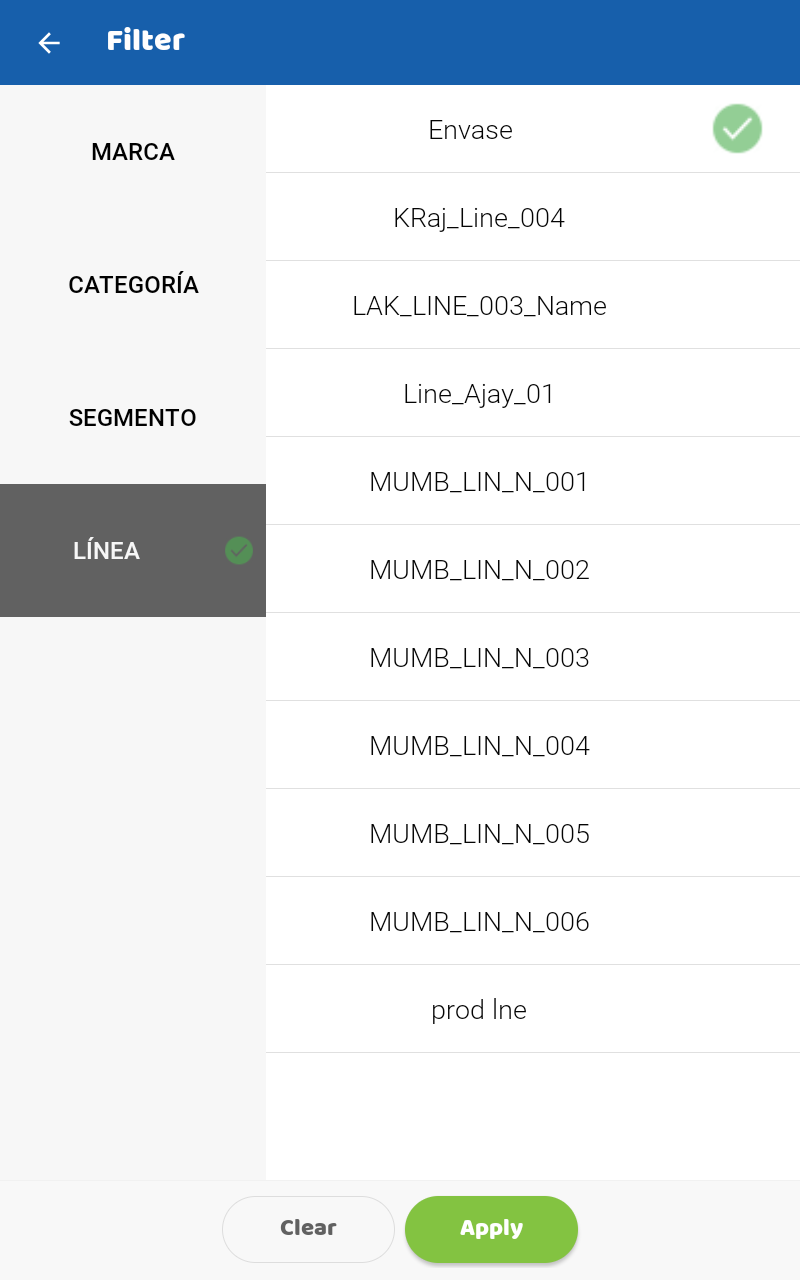 Filter
MARCA
CATEGORÍA
SEGMENTO
LÍNEA
Envase
KRaj_Line_004
LAK_LINE_003_Name
Line_Ajay_01
MUMB_LIN_N_001
MUMB_LIN_N_002
MUMB_LIN_N_003
MUMB_LIN_N_004
MUMB_LIN_N_005
MUMB_LIN_N_006
prod lne
Clear
Apply